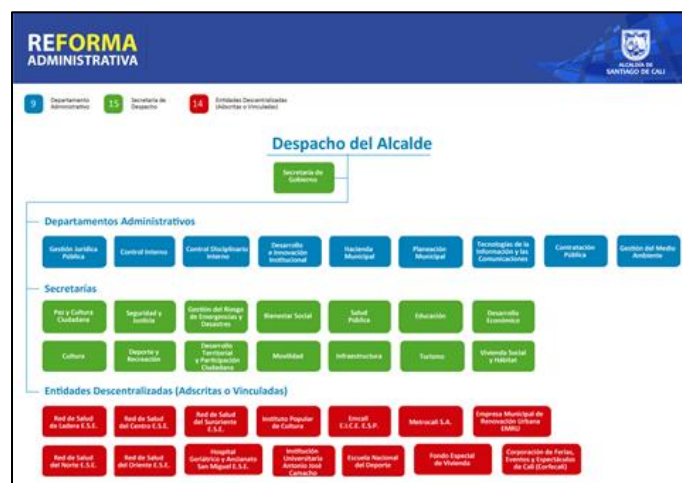 REFORMA
ADMINISTRATIVA
ALCALDÍA DE
SANTIAGO DE CALI
9
Departamento
Administrativo
15
Secretaría de
Despacho
14
Entidades Descentralizadas
(Adscritas o Vinculadas)
Despacho del Alcalde
Secretaría de
Gobierno
Departamentos Administrativos
Gestión Jurídica
Pública
Control Interno
Control Disciplinario
Interno
Desarrollo
e Innovación
Institucional
Hacienda
Municipal
Planeación
Municipal
Tecnologías de la
Información y las
Comunicaciones
Contratación
Pública
Gestión del Medio
Ambiente
Secretarías
Paz y Cultura
Ciudadana
Seguridad y
Justicia
Gestión del Riesgo
de Emergencias y
Desastres
Bienestar Social
Salud
Pública
Educación
Desarrollo
Económico
Cultura
Deporte y
Recreación
Desarrollo
Territorial
y Participación
Ciudadana
Movilidad
Infraestructura
Turismo
Vivienda Social
y Hábitat
Entidades Descentralizadas (Adscritas o Vinculadas)
Red de Salud
de Ladera E.S.E.
Red de Salud
del Centro E.S.E.
Red de Salud
del Suroriente
E.S.E.
Instituto Popular
de Cultura
Emcali
E.I.C.E. E.S.P.
Metrocali S.A.
Empresa Municipal de
Renovación Urbana
EMRU
Red de Salud
del Norte E.S.E.
Red de Salud
del Oriente E.S.E.
Hospital
Geriátrico y Ancianato
San Miguel E.S.E.
Institución
Universitaria
Antonio José
Camacho
Escuela Nacional
del Deporte
Fondo Especial
de Vivienda
Corporación de Ferias,
Eventos y Espectáculos
de Cali (Corfecali)